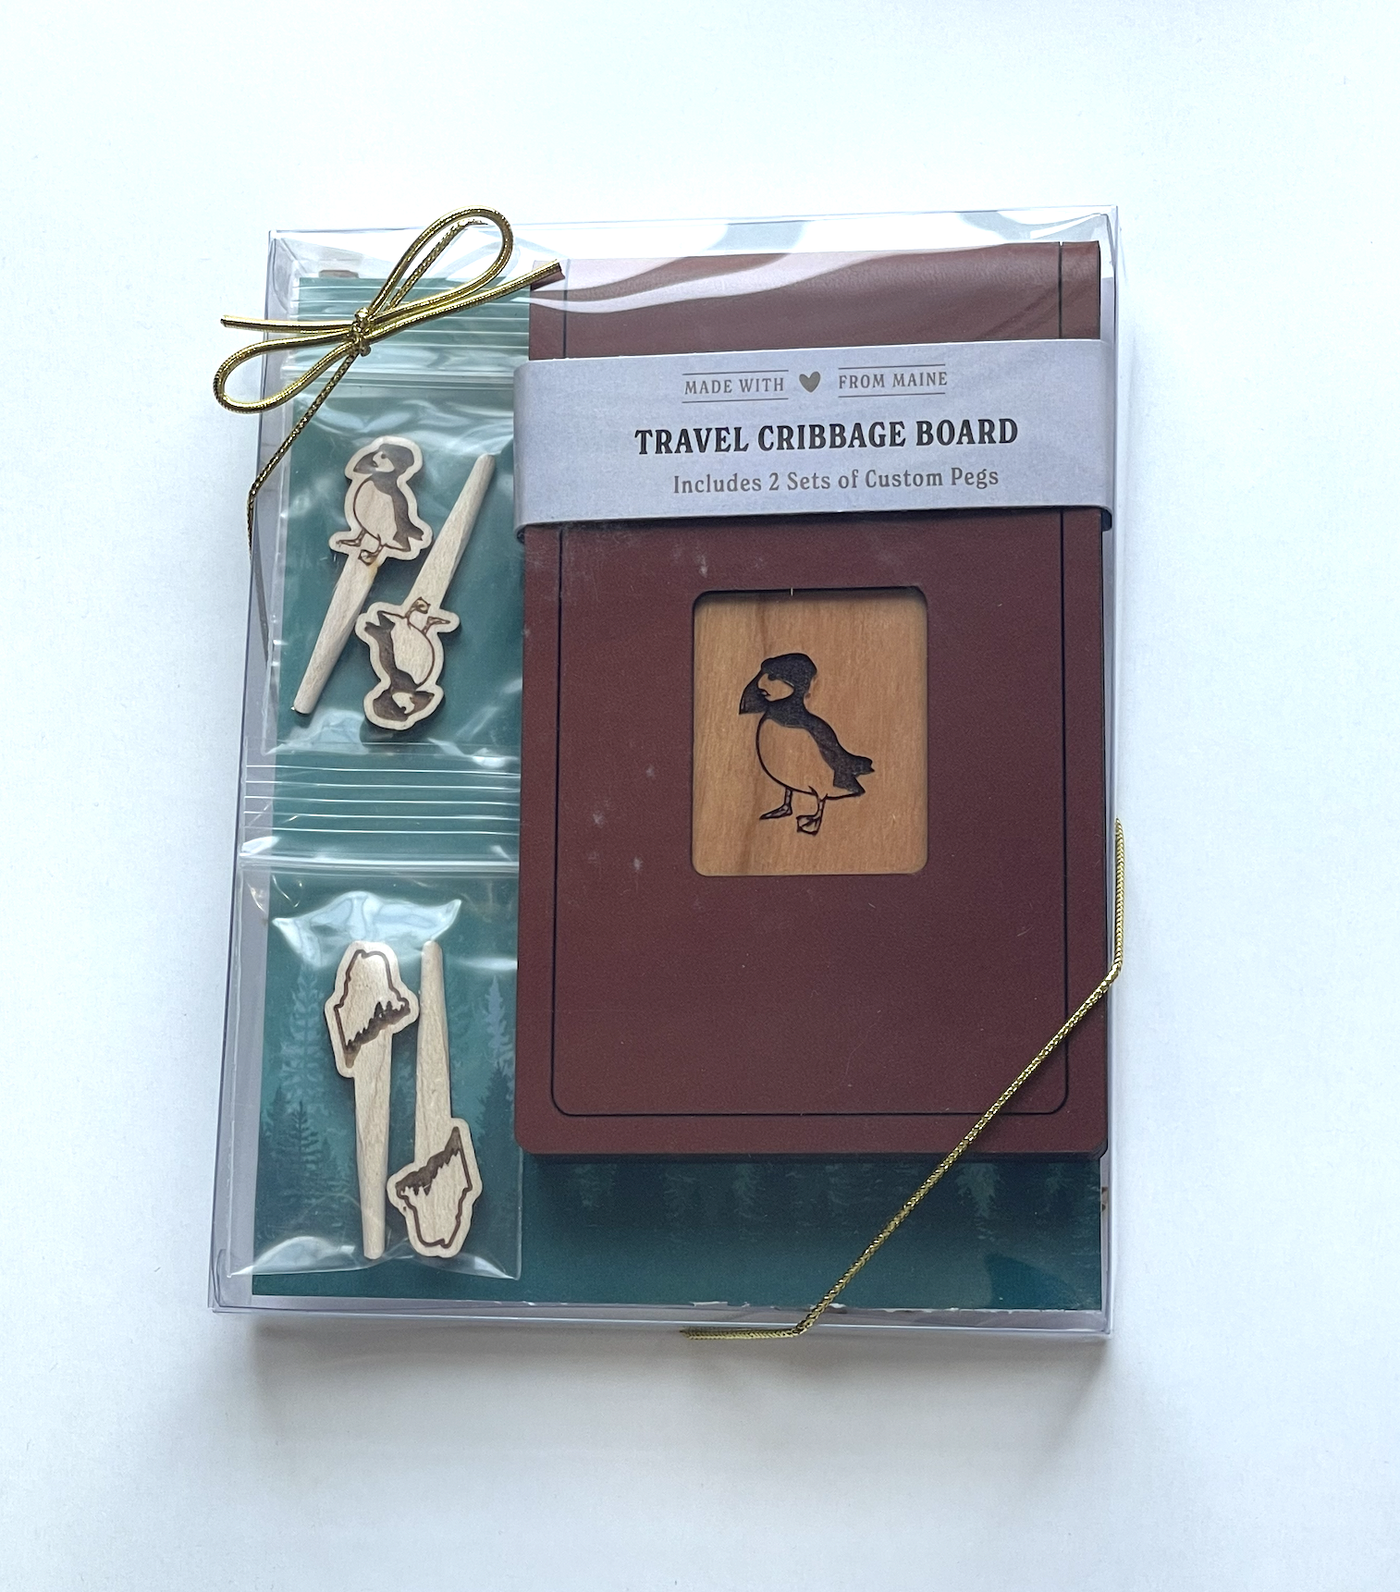 MADE WITH ♥ FROM MAINE
TRAVEL CRIBBAGE BOARD
Includes 2 Sets of Custom Pegs